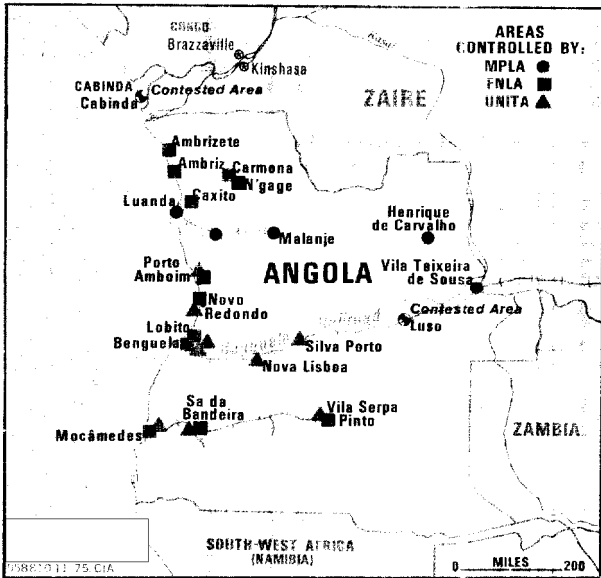 CONGO
Brazzaville
Kinshasa
CABINDA
Cabinda
Contested Area
AREAS
CONTROLLED BY:
MPLA
FNLA
UNITA
ZAIRE
Ambrizete
Ambriz
Carmona
N'gage
Caxito
Luanda
Malanje
Henrique
de Carvalho
Porto
Amboim
ANGOLA
Vila Teixeira
de Sousa
Novo
Redondo
Contested Area
Luso
Lobito
Benguela
Benguela Railroad
Silva Porto
Nova Lisboa
Sa da
Bandeira
Vila Serpa
Pinto
Mocâmedes
ZAMBIA
SOUTH-WEST AFRICA
(NAMIBIA)
0 MILES 200
75 CIA